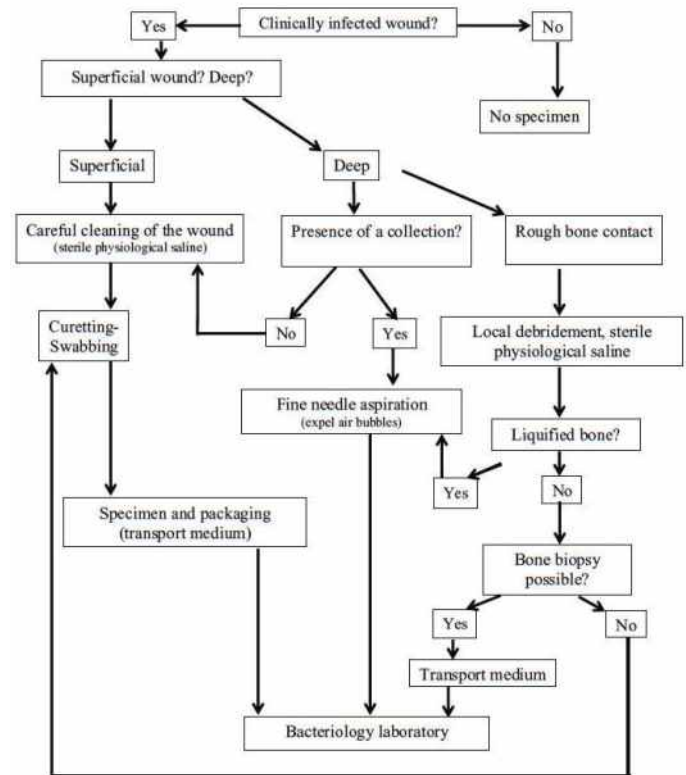 Clinically infected wound?
Yes
No
Superficial wound? Deep?
No specimen
Superficial
Deep
Careful cleaning of the wound
(sterile physiological saline)
Presence of a collection?
Rough bone contact
Curetting-
Swabbing
No
Yes
Local debridement, sterile
physiological saline
Fine needle aspiration
(expel air bubbles)
Liquified bone?
Yes
No
Specimen and packaging
(transport medium)
Bone biopsy
possible?
Yes
No
Transport medium
Bacteriology laboratory